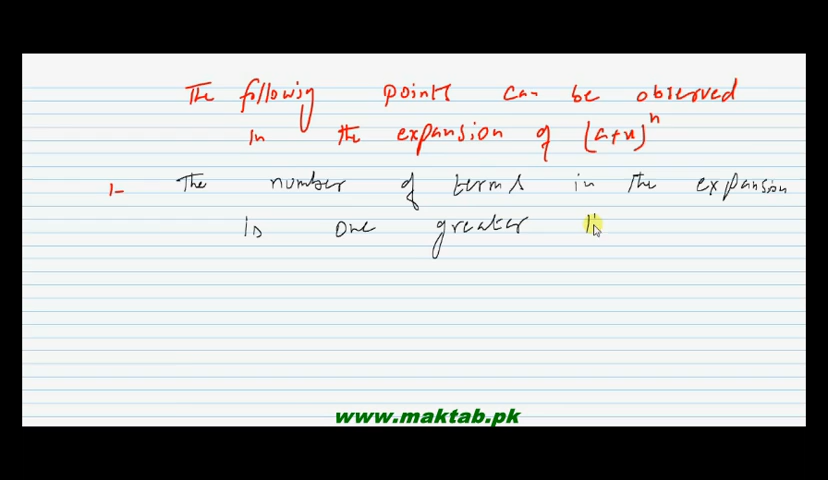 The following points can be observed
in the expansion of (a+x)^n
1- The number of terms in the expansion
is one greater
www.maktab.pk